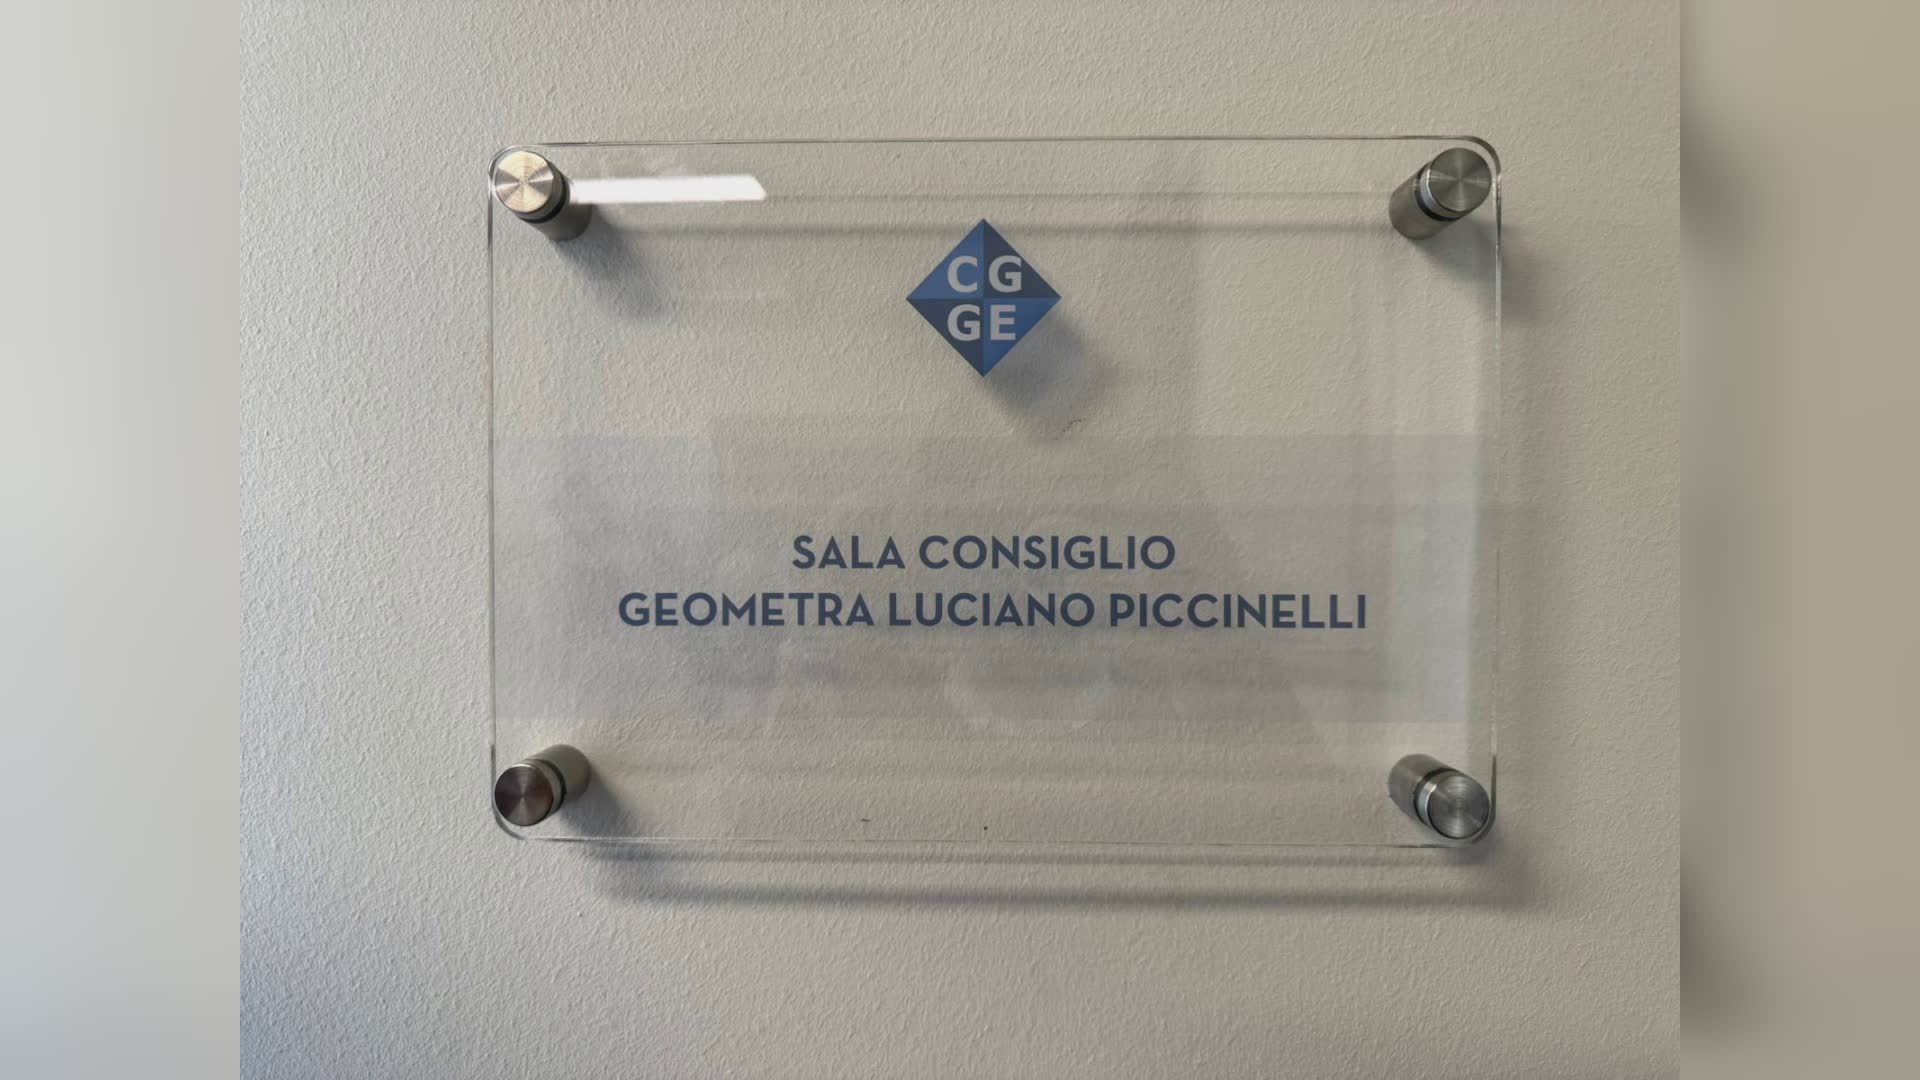 CG
GE
SALA CONSIGLIO
GEOMETRA LUCIANO PICCINELLI